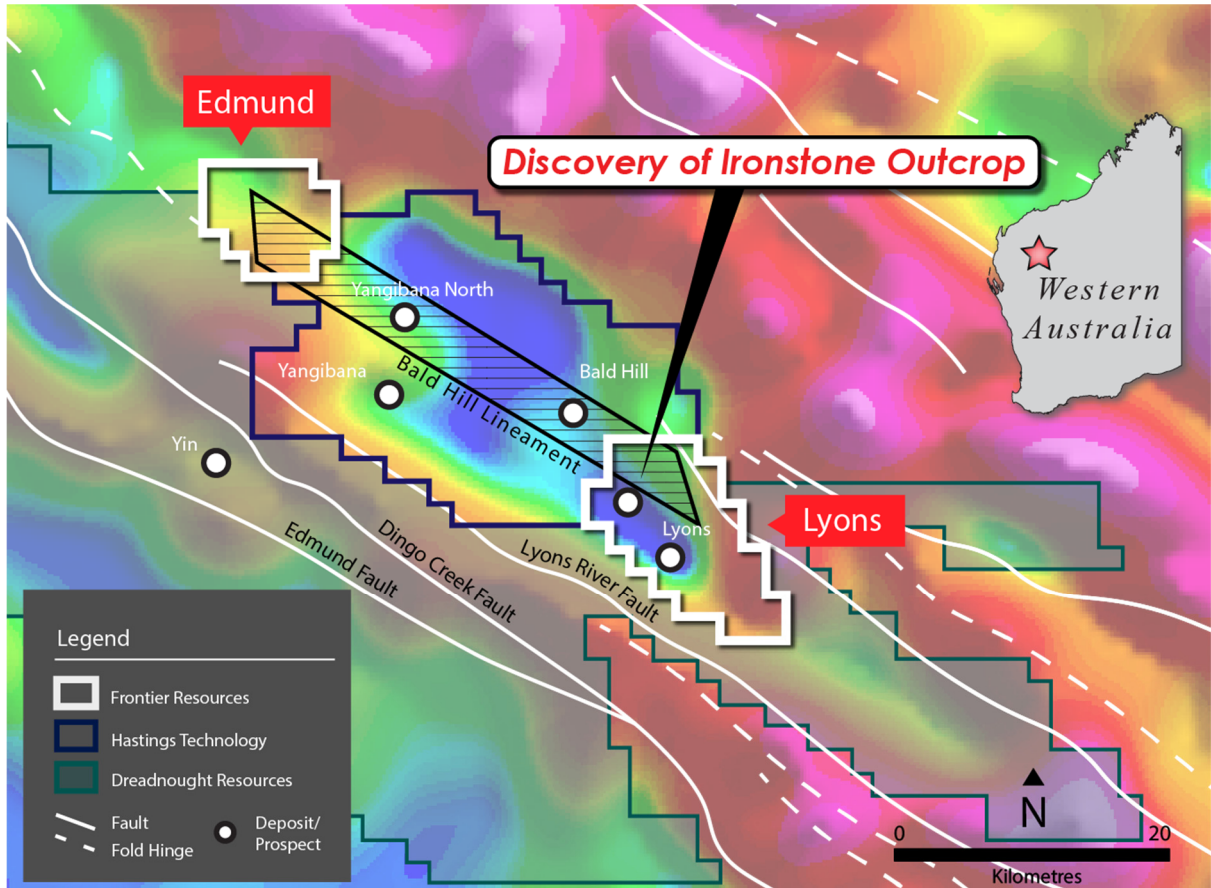 Edmund
Discovery of Ironstone Outcrop
Western
Australia
Yangibana North
Yangibana
Bald Hill
Bald Hill Lineament
Yin
Lyons
Lyons
Edmund Fault
Dingo Creek Fault
Lyons River Fault
Legend
Frontier Resources
Hastings Technology
Dreadnought Resources
Fault
Fold Hinge
Deposit/
Prospect
N
0
20
Kilometres